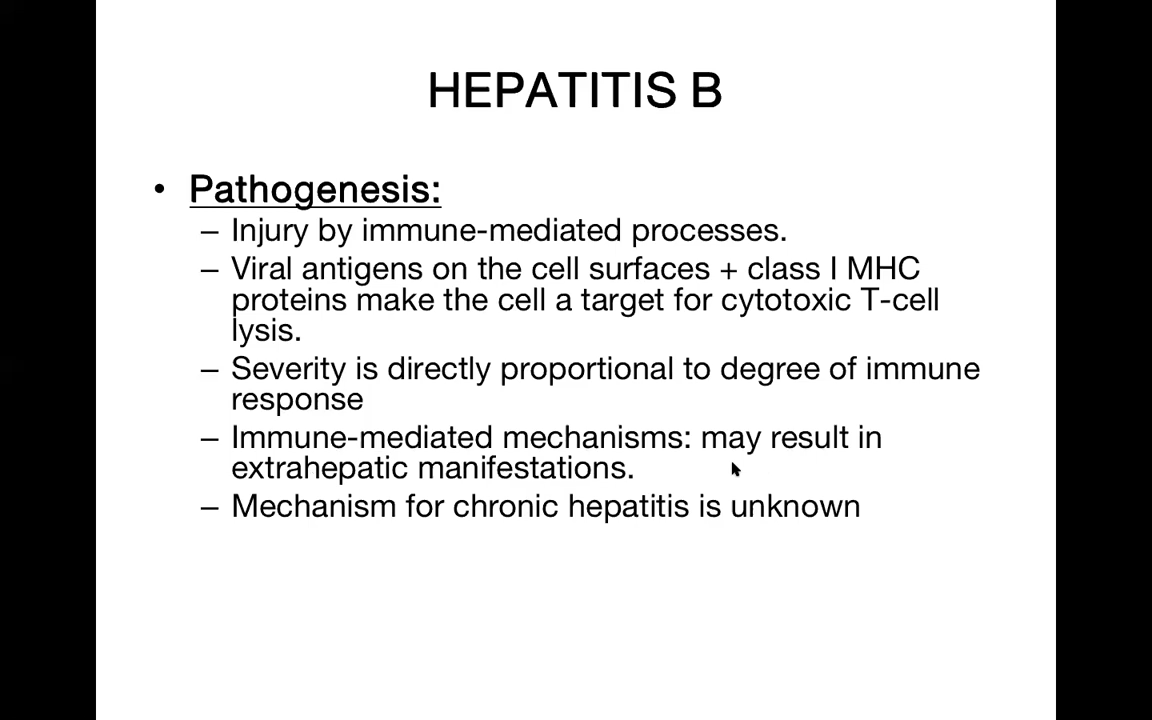 HEPATITIS B
• Pathogenesis:
– Injury by immune-mediated processes.
– Viral antigens on the cell surfaces + class I MHC
proteins make the cell a target for cytotoxic T-cell
lysis.
– Severity is directly proportional to degree of immune
response
– Immune-mediated mechanisms: may result in
extrahepatic manifestations.
– Mechanism for chronic hepatitis is unknown